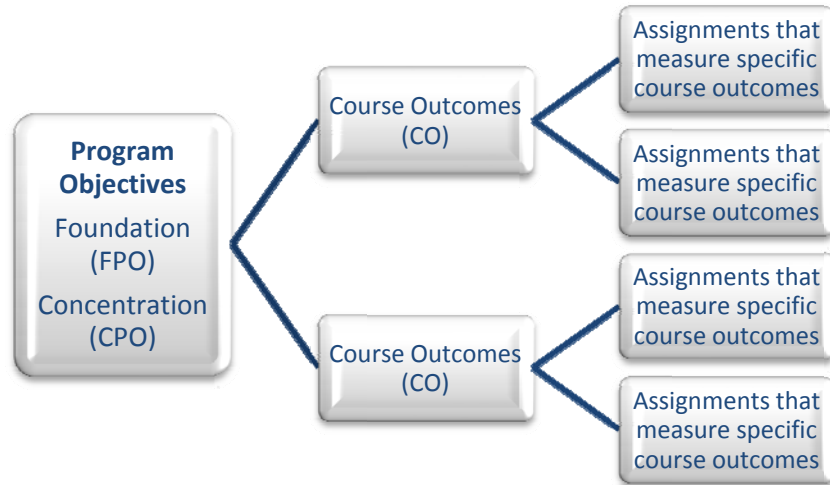 Program
Objectives
Foundation
(FPO)
Concentration
(CPO)
Course Outcomes
(CO)
Assignments that
measure specific
course outcomes
Assignments that
measure specific
course outcomes
Course Outcomes
(CO)
Assignments that
measure specific
course outcomes
Assignments that
measure specific
course outcomes